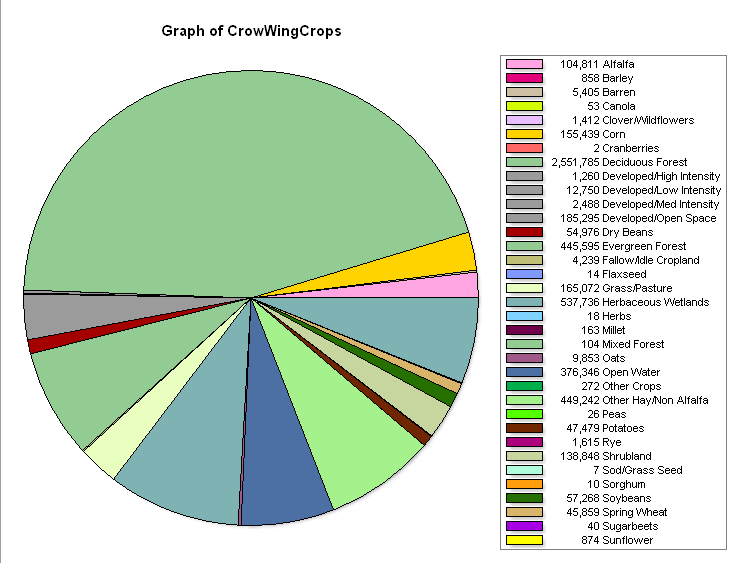 Graph of CrowWingCrops
104,811 Alfalfa
858 Barley
5,405 Barren
53 Canola
1,412 Clover/Wildflowers
155,439 Corn
2 Cranberries
2,551,785 Deciduous Forest
1,260 Developed/High Intensity
12,750 Developed/Low Intensity
2,488 Developed/Med Intensity
185,295 Developed/Open Space
54,976 Dry Beans
445,595 Evergreen Forest
4,239 Fallow/Idle Cropland
14 Flaxseed
165,072 Grass/Pasture
537,736 Herbaceous Wetlands
18 Herbs
163 Millet
104 Mixed Forest
9,853 Oats
376,346 Open Water
272 Other Crops
449,242 Other Hay/Non Alfalfa
26 Peas
47,479 Potatoes
1,615 Rye
138,848 Shrubland
7 Sod/Grass Seed
10 Sorghum
57,268 Soybeans
45,859 Spring Wheat
40 Sugarbeets
874 Sunflower